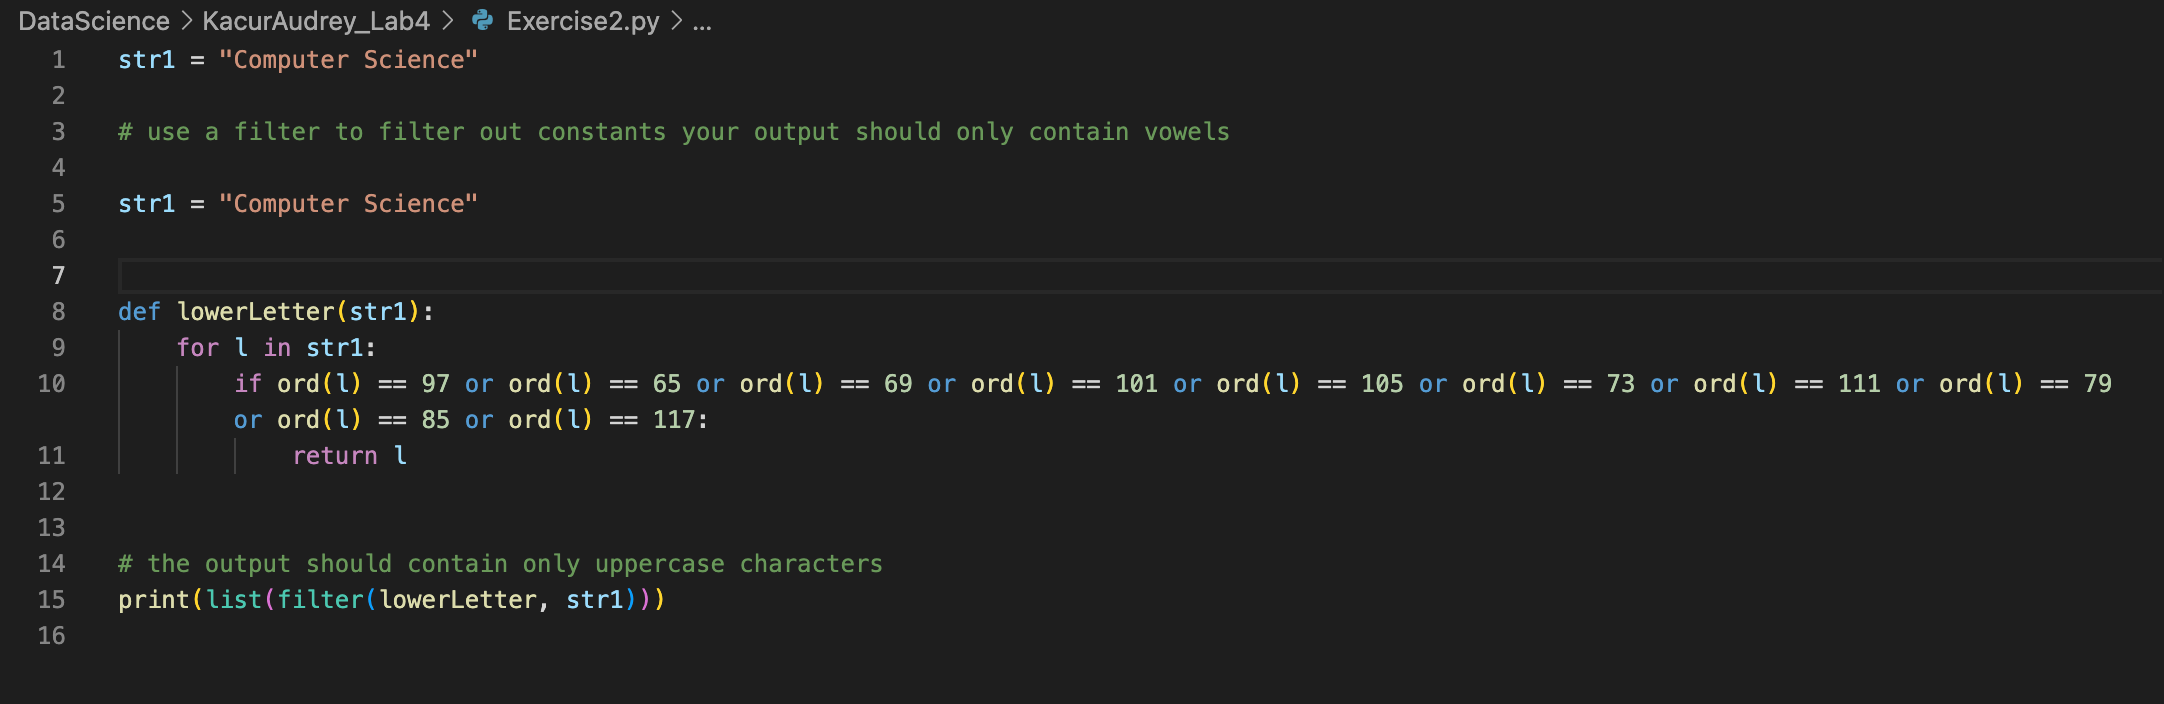 DataScience > KacurAudrey_Lab4 > Exercise2.py > ...
1 str1 = "Computer Science"
2
3 # use a filter to filter out constants your output should only contain vowels
4
5 str1 = "Computer Science"
6
7
8 def lowerLetter(str1):
9     for l in str1:
10         if ord(l) == 97 or ord(l) == 65 or ord(l) == 69 or ord(l) == 101 or ord(l) == 105 or ord(l) == 73 or ord(l) == 111 or ord(l) == 79
        or ord(l) == 85 or ord(l) == 117:
11             return l
12
13
14 # the output should contain only uppercase characters
15 print(list(filter(lowerLetter, str1)))
16